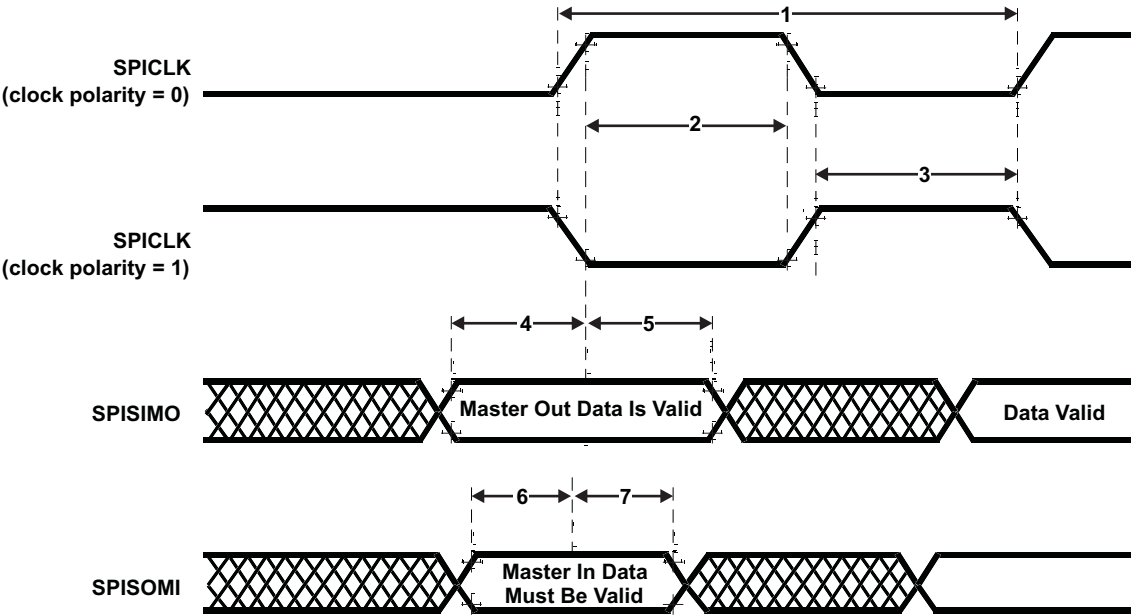 1
SPICLK
(clock polarity = 0)
2
3
SPICLK
(clock polarity = 1)
4
5
SPISIMO
Master Out Data Is Valid
Data Valid
6
7
SPISOMI
Master In Data
Must Be Valid